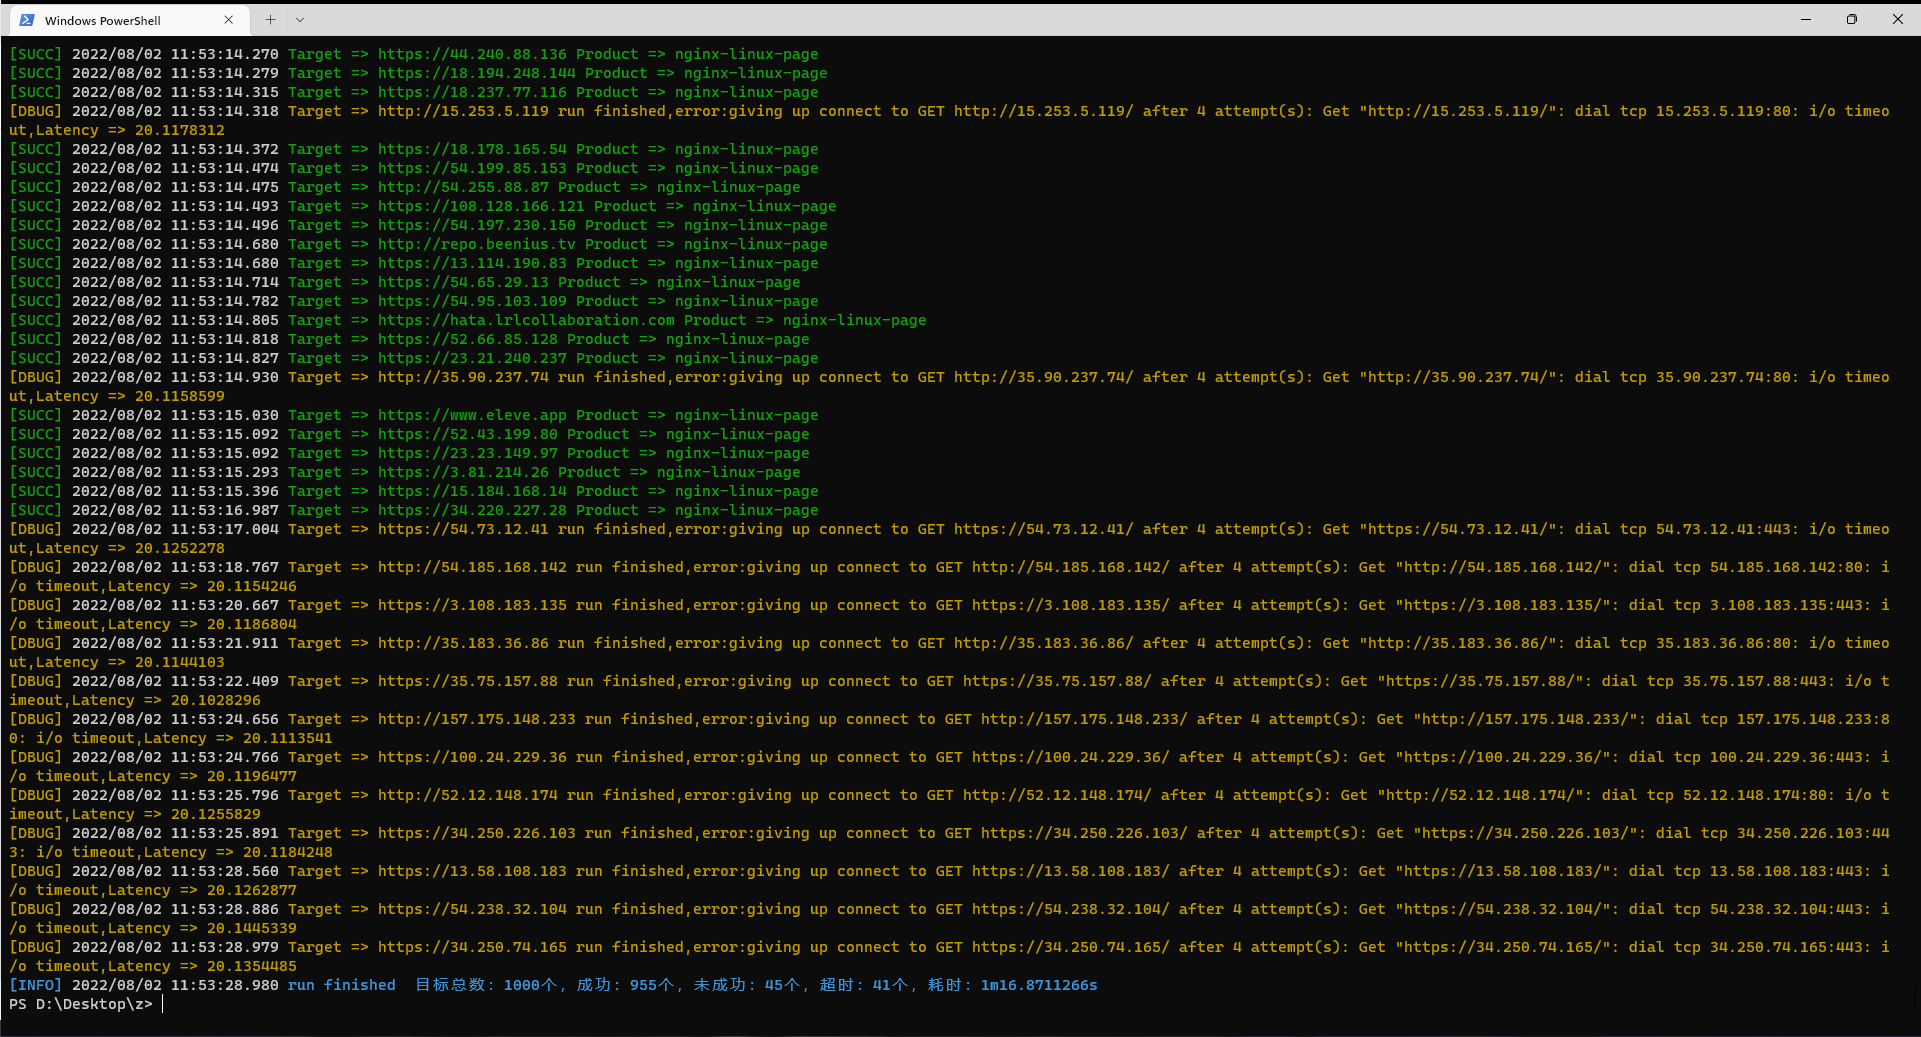 Windows PowerShell
[SUCC] 2022/08/02 11:53:14.270 Target => https://44.240.88.136 Product => nginx-linux-page
[SUCC] 2022/08/02 11:53:14.279 Target => https://18.194.248.144 Product => nginx-linux-page
[SUCC] 2022/08/02 11:53:14.315 Target => https://18.237.77.116 Product => nginx-linux-page
[DBUG] 2022/08/02 11:53:14.318 Target => http://15.253.5.119 run finished,error:giving up connect to GET http://15.253.5.119/ after 4 attempt(s): Get "http://15.253.5.119/": dial tcp 15.253.5.119:80: i/o timeo
ut,Latency => 20.1178312
[SUCC] 2022/08/02 11:53:14.372 Target => https://18.178.165.54 Product => nginx-linux-page
[SUCC] 2022/08/02 11:53:14.474 Target => https://54.199.85.153 Product => nginx-linux-page
[SUCC] 2022/08/02 11:53:14.475 Target => http://54.255.88.87 Product => nginx-linux-page
[SUCC] 2022/08/02 11:53:14.493 Target => https://108.128.166.121 Product => nginx-linux-page
[SUCC] 2022/08/02 11:53:14.496 Target => https://54.197.230.150 Product => nginx-linux-page
[SUCC] 2022/08/02 11:53:14.680 Target => http://repo.beenius.tv Product => nginx-linux-page
[SUCC] 2022/08/02 11:53:14.680 Target => https://13.114.190.83 Product => nginx-linux-page
[SUCC] 2022/08/02 11:53:14.714 Target => https://54.65.29.13 Product => nginx-linux-page
[SUCC] 2022/08/02 11:53:14.782 Target => https://54.95.103.109 Product => nginx-linux-page
[SUCC] 2022/08/02 11:53:14.805 Target => https://hata.lrlcollaboration.com Product => nginx-linux-page
[SUCC] 2022/08/02 11:53:14.818 Target => https://52.66.85.128 Product => nginx-linux-page
[SUCC] 2022/08/02 11:53:14.827 Target => https://23.21.240.237 Product => nginx-linux-page
[DBUG] 2022/08/02 11:53:14.930 Target => http://35.90.237.74 run finished,error:giving up connect to GET http://35.90.237.74/ after 4 attempt(s): Get "http://35.90.237.74/": dial tcp 35.90.237.74:80: i/o timeo
ut,Latency => 20.1158599
[SUCC] 2022/08/02 11:53:15.030 Target => https://www.eleve.app Product => nginx-linux-page
[SUCC] 2022/08/02 11:53:15.092 Target => https://52.43.199.80 Product => nginx-linux-page
[SUCC] 2022/08/02 11:53:15.092 Target => https://23.23.149.97 Product => nginx-linux-page
[SUCC] 2022/08/02 11:53:15.293 Target => https://3.81.214.26 Product => nginx-linux-page
[SUCC] 2022/08/02 11:53:15.396 Target => https://15.184.168.14 Product => nginx-linux-page
[SUCC] 2022/08/02 11:53:16.987 Target => https://34.220.227.28 Product => nginx-linux-page
[DBUG] 2022/08/02 11:53:17.004 Target => https://54.73.12.41 run finished,error:giving up connect to GET https://54.73.12.41/ after 4 attempt(s): Get "https://54.73.12.41/": dial tcp 54.73.12.41:443: i/o timeo
ut,Latency => 20.1252278
[DBUG] 2022/08/02 11:53:18.767 Target => http://54.185.168.142 run finished,error:giving up connect to GET http://54.185.168.142/ after 4 attempt(s): Get "http://54.185.168.142/": dial tcp 54.185.168.142:80: i
/o timeout,Latency => 20.1154246
[DBUG] 2022/08/02 11:53:20.667 Target => https://3.108.183.135 run finished,error:giving up connect to GET https://3.108.183.135/ after 4 attempt(s): Get "https://3.108.183.135/": dial tcp 3.108.183.135:443: i
/o timeout,Latency => 20.1186804
[DBUG] 2022/08/02 11:53:21.911 Target => http://35.183.36.86 run finished,error:giving up connect to GET http://35.183.36.86/ after 4 attempt(s): Get "http://35.183.36.86/": dial tcp 35.183.36.86:80: i/o timeo
ut,Latency => 20.1144103
[DBUG] 2022/08/02 11:53:22.409 Target => https://35.75.157.88 run finished,error:giving up connect to GET https://35.75.157.88/ after 4 attempt(s): Get "https://35.75.157.88/": dial tcp 35.75.157.88:443: i/o t
imeout,Latency => 20.1028296
[DBUG] 2022/08/02 11:53:24.656 Target => http://157.175.148.233 run finished,error:giving up connect to GET http://157.175.148.233/ after 4 attempt(s): Get "http://157.175.148.233/": dial tcp 157.175.148.233:8
0: i/o timeout,Latency => 20.1113541
[DBUG] 2022/08/02 11:53:24.766 Target => https://100.24.229.36 run finished,error:giving up connect to GET https://100.24.229.36/ after 4 attempt(s): Get "https://100.24.229.36/": dial tcp 100.24.229.36:443: i
/o timeout,Latency => 20.1196477
[DBUG] 2022/08/02 11:53:25.796 Target => http://52.12.148.174 run finished,error:giving up connect to GET http://52.12.148.174/ after 4 attempt(s): Get "http://52.12.148.174/": dial tcp 52.12.148.174:80: i/o t
imeout,Latency => 20.1255829
[DBUG] 2022/08/02 11:53:25.891 Target => https://34.250.226.103 run finished,error:giving up connect to GET https://34.250.226.103/ after 4 attempt(s): Get "https://34.250.226.103/": dial tcp 34.250.226.103:44
3: i/o timeout,Latency => 20.1184248
[DBUG] 2022/08/02 11:53:28.560 Target => https://13.58.108.183 run finished,error:giving up connect to GET https://13.58.108.183/ after 4 attempt(s): Get "https://13.58.108.183/": dial tcp 13.58.108.183:443: i
/o timeout,Latency => 20.1262877
[DBUG] 2022/08/02 11:53:28.886 Target => https://54.238.32.104 run finished,error:giving up connect to GET https://54.238.32.104/ after 4 attempt(s): Get "https://54.238.32.104/": dial tcp 54.238.32.104:443: i
/o timeout,Latency => 20.1445339
[DBUG] 2022/08/02 11:53:28.979 Target => https://34.250.74.165 run finished,error:giving up connect to GET https://34.250.74.165/ after 4 attempt(s): Get "https://34.250.74.165/": dial tcp 34.250.74.165:443: i
/o timeout,Latency => 20.1354485
[INFO] 2022/08/02 11:53:28.980 run finished  目标总数: 1000个, 成功: 955个, 未成功: 45个, 超时: 41个, 耗时: 1m16.8711266s
PS D:\Desktop\z>